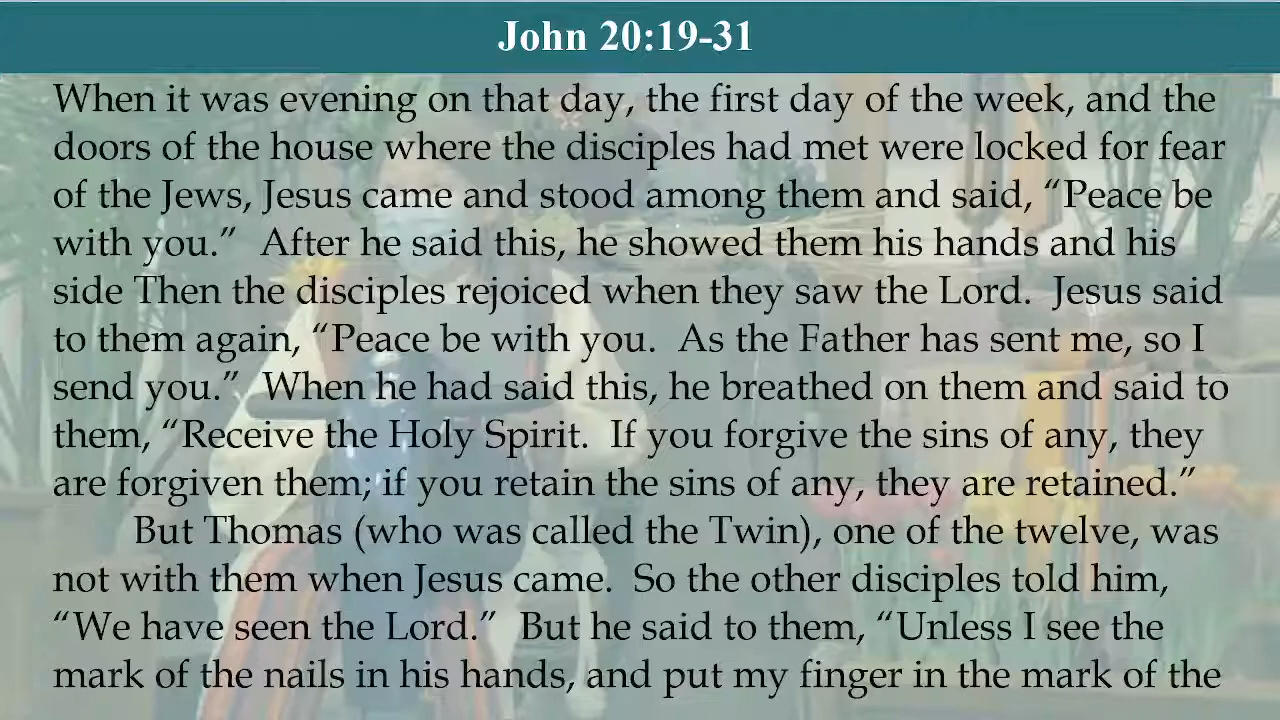 John 20:19-31
When it was evening on that day, the first day of the week, and the
doors of the house where the disciples had met were locked for fear
of the Jews, Jesus came and stood among them and said, “Peace be
with you.”  After he said this, he showed them his hands and his
side Then the disciples rejoiced when they saw the Lord.  Jesus said
to them again, “Peace be with you.  As the Father has sent me, so I
send you.”  When he had said this, he breathed on them and said to
them, “Receive the Holy Spirit.  If you forgive the sins of any, they
are forgiven them; if you retain the sins of any, they are retained.”
But Thomas (who was called the Twin), one of the twelve, was
not with them when Jesus came.  So the other disciples told him,
“We have seen the Lord.”  But he said to them, “Unless I see the
mark of the nails in his hands, and put my finger in the mark of the